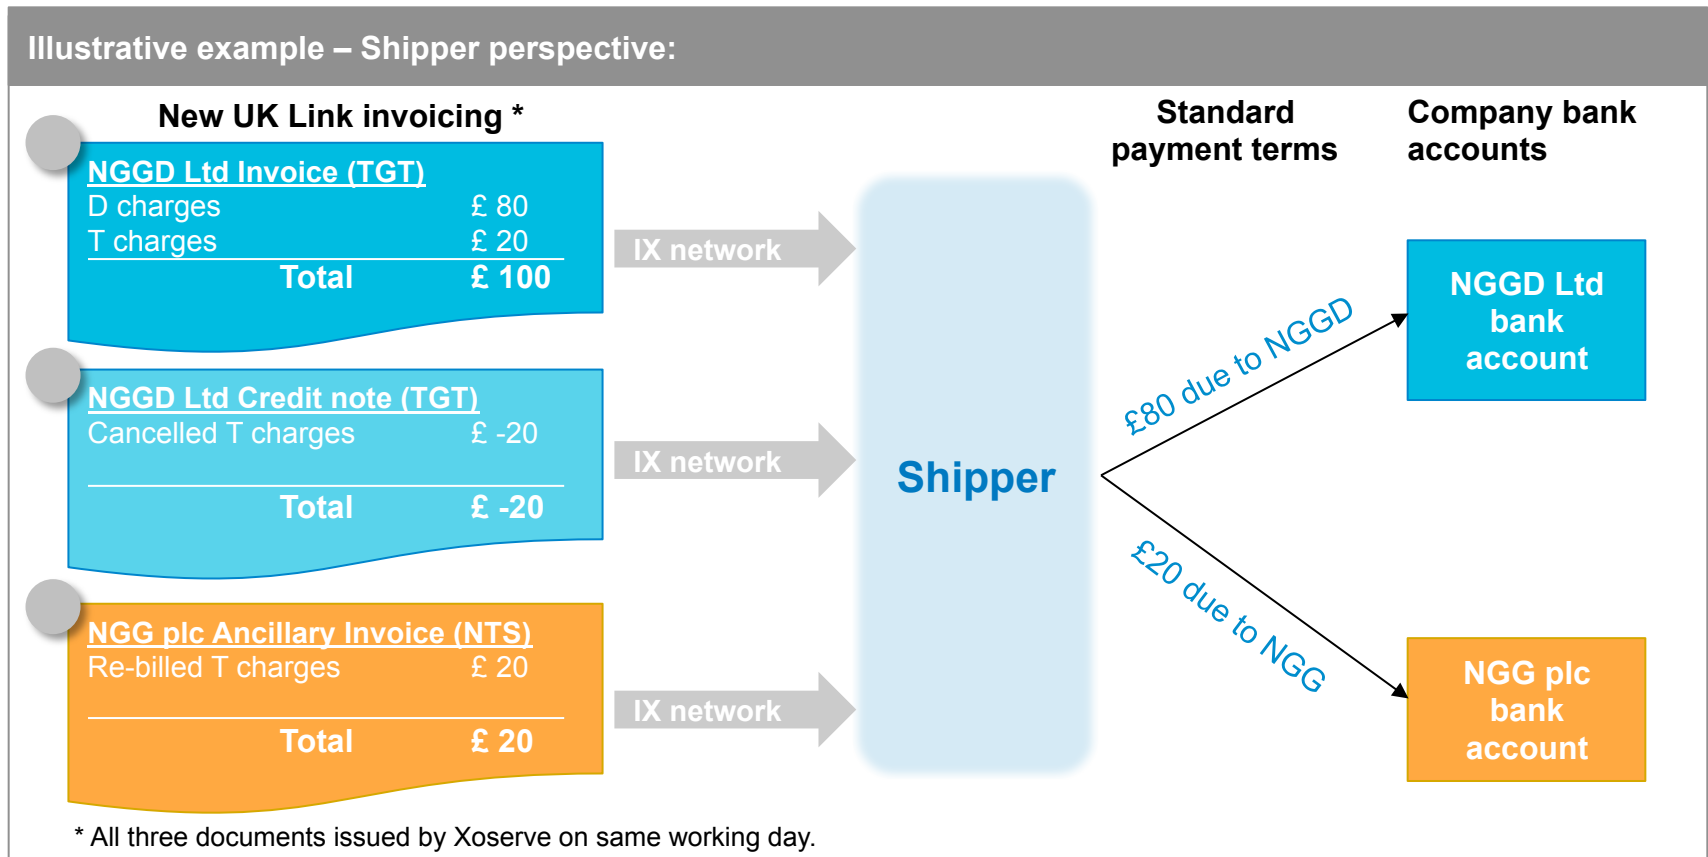 Illustrative example – Shipper perspective:
New UK Link invoicing *
Standard
payment terms
Company bank
accounts
NGGD Ltd Invoice (TGT)
D charges £ 80
T charges £ 20
Total £ 100
IX network
NGGD Ltd Credit note (TGT)
Cancelled T charges £ -20
Total £ -20
IX network
NGG plc Ancillary Invoice (NTS)
Re-billed T charges £ 20
Total £ 20
IX network
Shipper
£80 due to NGGD
£20 due to NGG
NGGD Ltd
bank
account
NGG plc
bank
account
* All three documents issued by Xoserve on same working day.